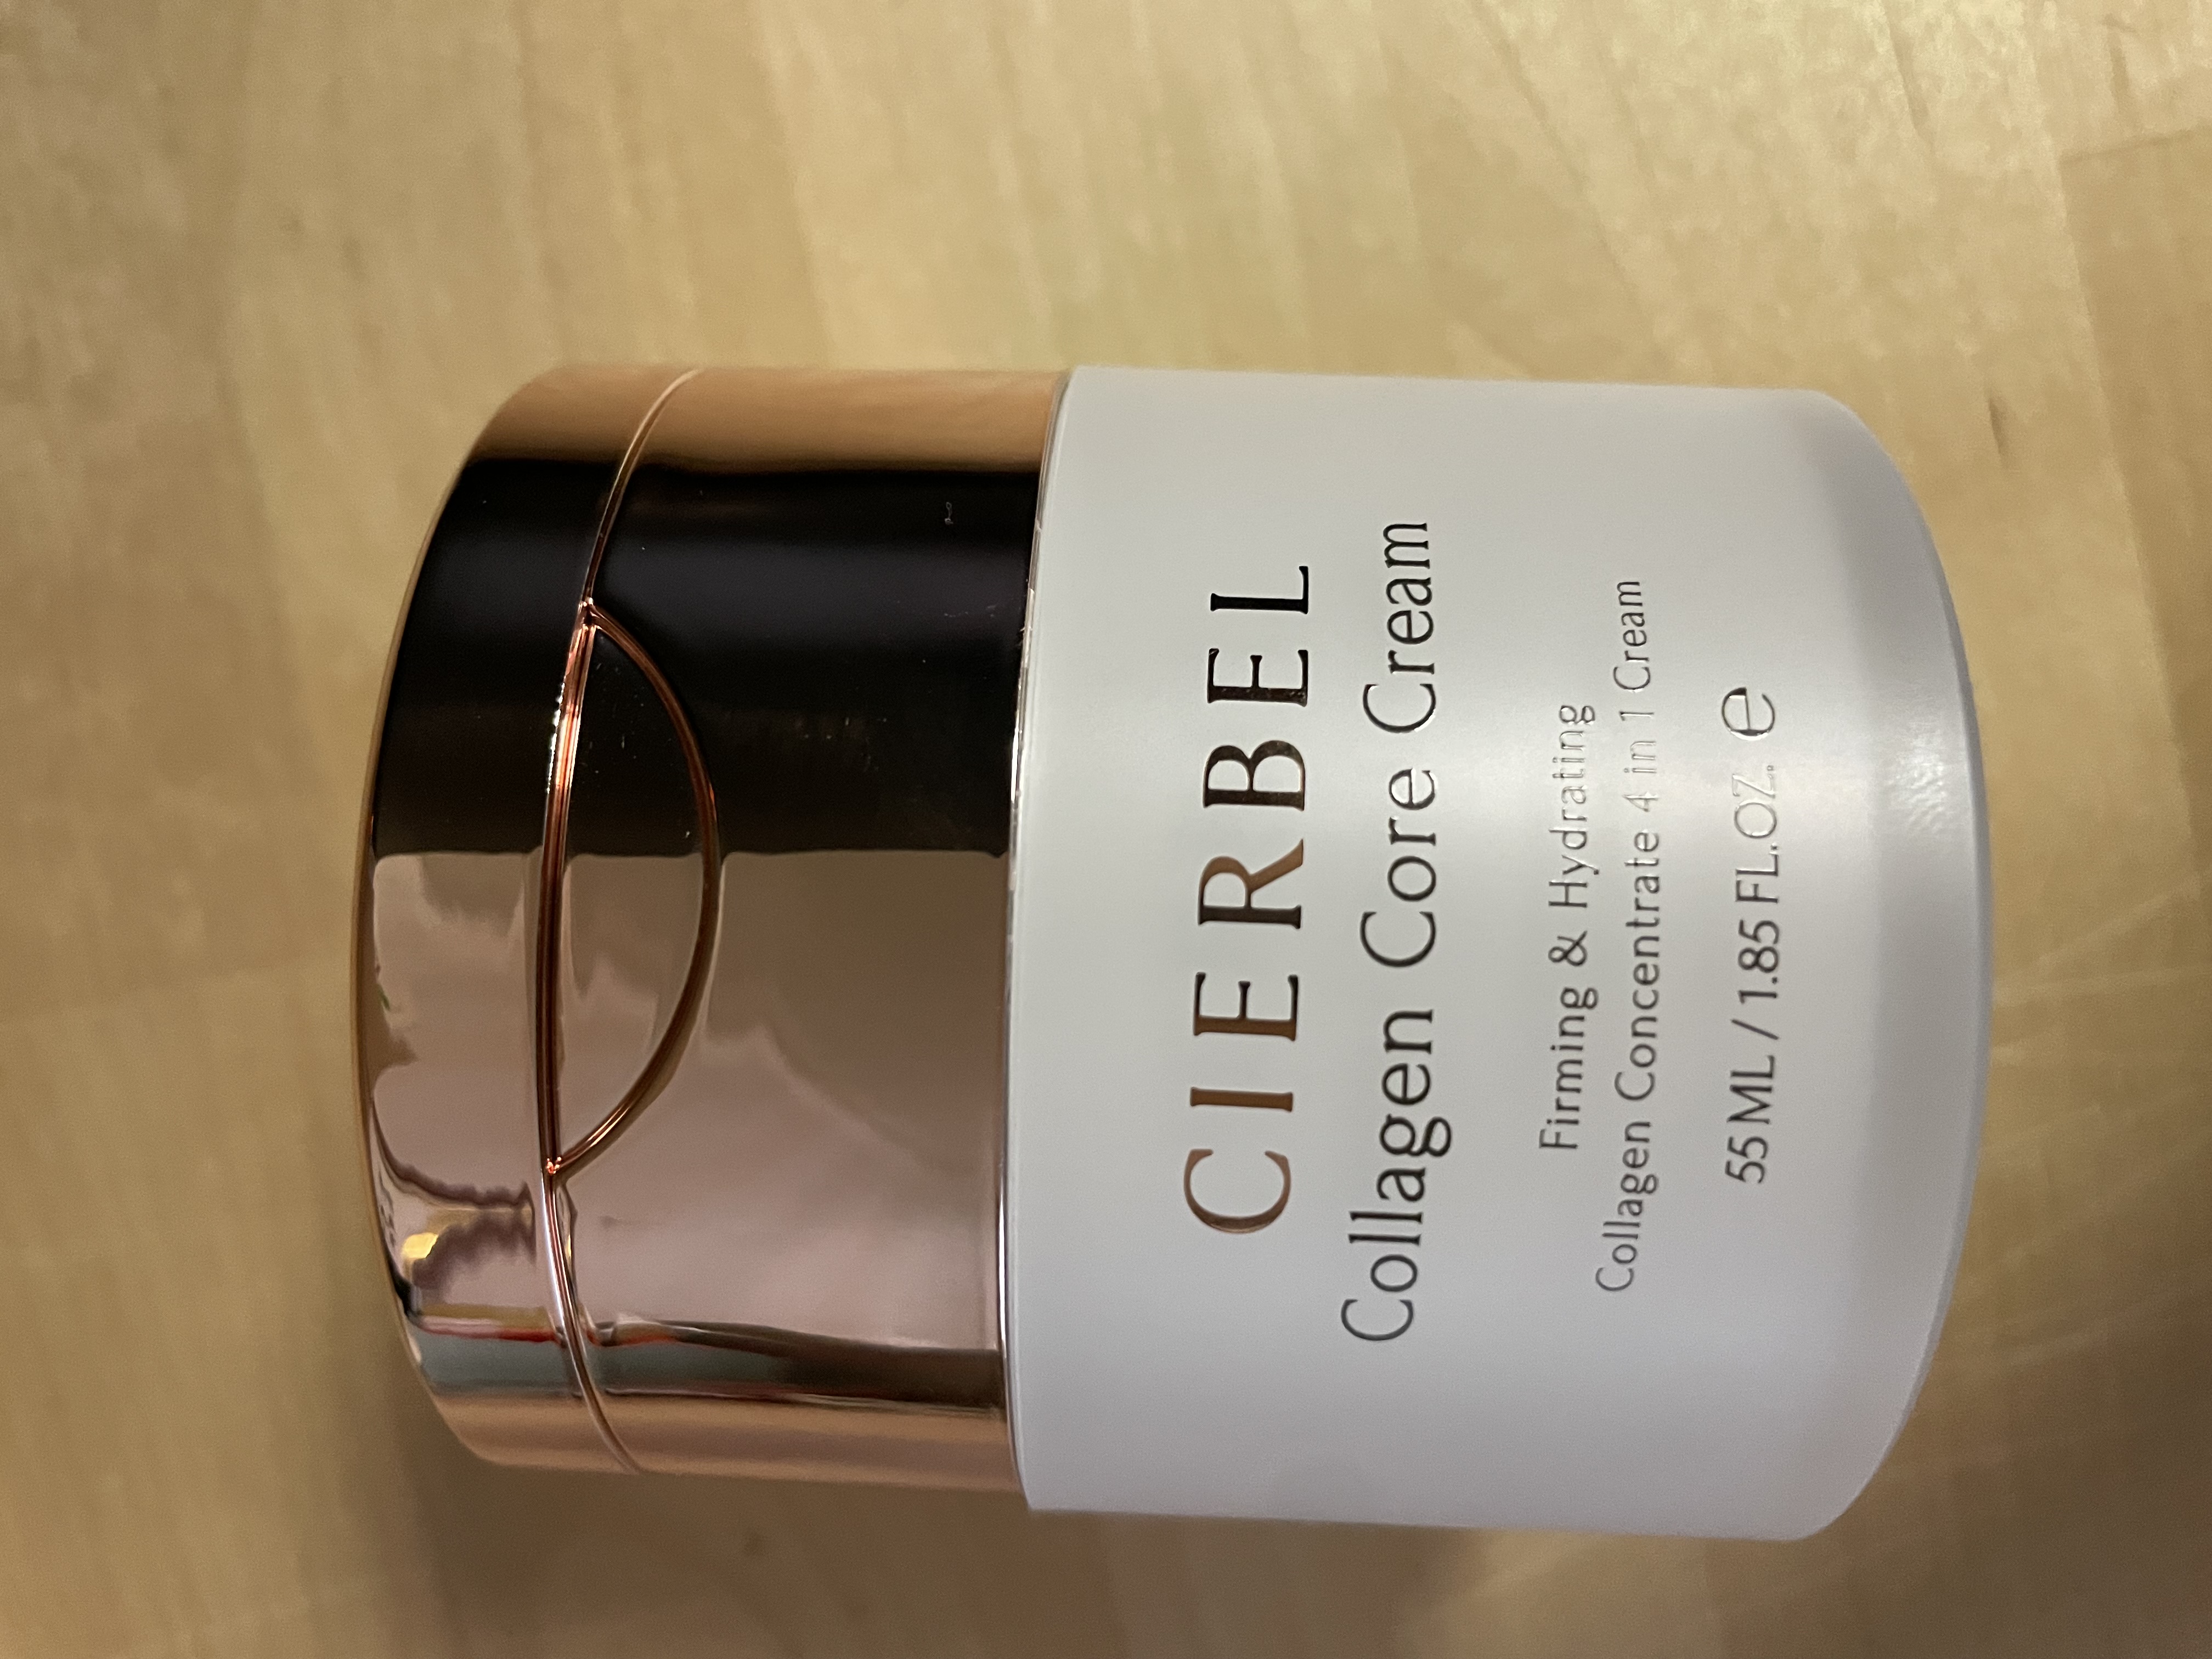 CIERBEL
Collagen Core Cream
Firming & Hydrating
Collagen Concentrate 4 in 1 Cream
55 ML / 1.85 FL.OZ. e